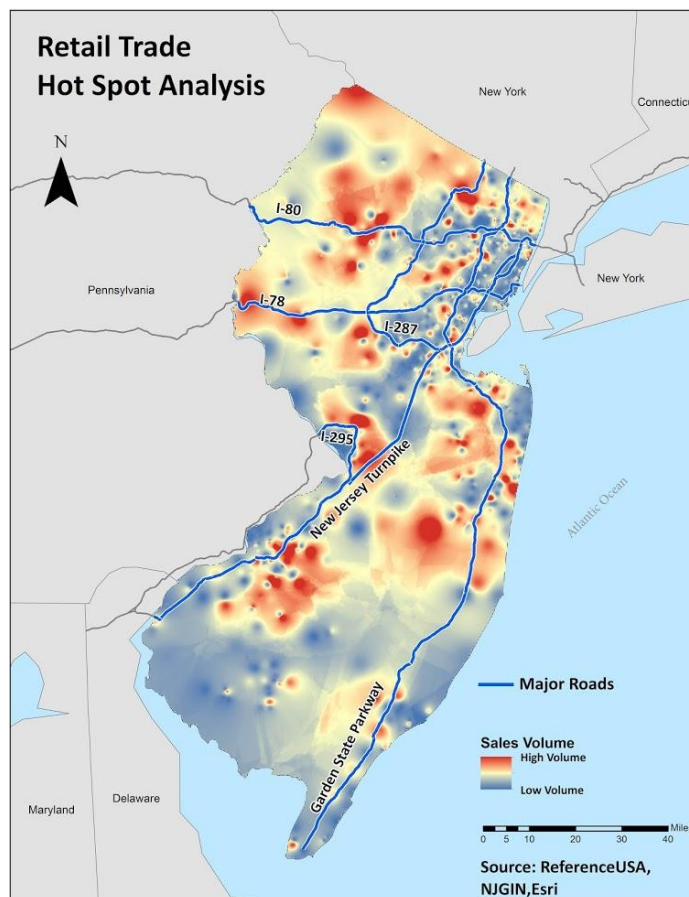 Retail Trade
Hot Spot Analysis
New York
Connecticu
N
I-80
New York
Pennsylvania
I-78
I-287
I-295
New Jersey Turnpike
Atlantic Ocean
Major Roads
Garden State Parkway
Sales Volume
High Volume
Low Volume
Maryland
Delaware
Mile
0 5 10 20 30 40
Source: ReferenceUSA,
NJGIN,Esri